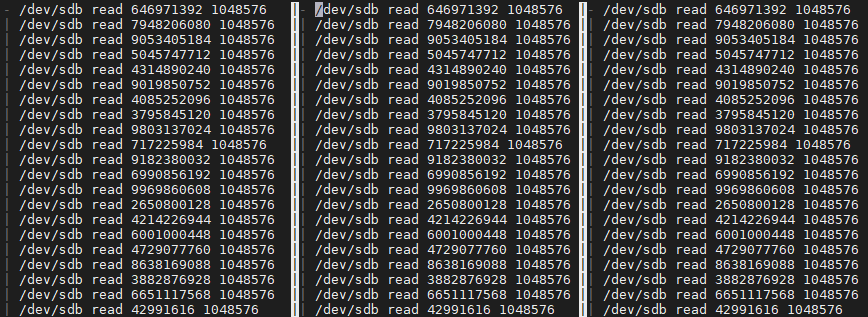 /dev/sdb read 646971392 1048576
/dev/sdb read 7948206080 1048576
/dev/sdb read 9053405184 1048576
/dev/sdb read 5045747712 1048576
/dev/sdb read 4314890240 1048576
/dev/sdb read 9019850752 1048576
/dev/sdb read 4085252096 1048576
/dev/sdb read 3795845120 1048576
/dev/sdb read 9803137024 1048576
/dev/sdb read 717225984 1048576
/dev/sdb read 9182380032 1048576
/dev/sdb read 6990856192 1048576
/dev/sdb read 9969860608 1048576
/dev/sdb read 2650800128 1048576
/dev/sdb read 4214226944 1048576
/dev/sdb read 6001000448 1048576
/dev/sdb read 4729077760 1048576
/dev/sdb read 8638169088 1048576
/dev/sdb read 3882876928 1048576
/dev/sdb read 6651117568 1048576
/dev/sdb read 42991616 1048576
/dev/sdb read 646971392 1048576
/dev/sdb read 7948206080 1048576
/dev/sdb read 9053405184 1048576
/dev/sdb read 5045747712 1048576
/dev/sdb read 4314890240 1048576
/dev/sdb read 9019850752 1048576
/dev/sdb read 4085252096 1048576
/dev/sdb read 3795845120 1048576
/dev/sdb read 9803137024 1048576
/dev/sdb read 717225984 1048576
/dev/sdb read 9182380032 1048576
/dev/sdb read 6990856192 1048576
/dev/sdb read 9969860608 1048576
/dev/sdb read 2650800128 1048576
/dev/sdb read 4214226944 1048576
/dev/sdb read 6001000448 1048576
/dev/sdb read 4729077760 1048576
/dev/sdb read 8638169088 1048576
/dev/sdb read 3882876928 1048576
/dev/sdb read 6651117568 1048576
/dev/sdb read 42991616 1048576
/dev/sdb read 646971392 1048576
/dev/sdb read 7948206080 1048576
/dev/sdb read 9053405184 1048576
/dev/sdb read 5045747712 1048576
/dev/sdb read 4314890240 1048576
/dev/sdb read 9019850752 1048576
/dev/sdb read 4085252096 1048576
/dev/sdb read 3795845120 1048576
/dev/sdb read 9803137024 1048576
/dev/sdb read 717225984 1048576
/dev/sdb read 9182380032 1048576
/dev/sdb read 6990856192 1048576
/dev/sdb read 9969860608 1048576
/dev/sdb read 2650800128 1048576
/dev/sdb read 4214226944 1048576
/dev/sdb read 6001000448 1048576
/dev/sdb read 4729077760 1048576
/dev/sdb read 8638169088 1048576
/dev/sdb read 3882876928 1048576
/dev/sdb read 6651117568 1048576
/dev/sdb read 42991616 1048576